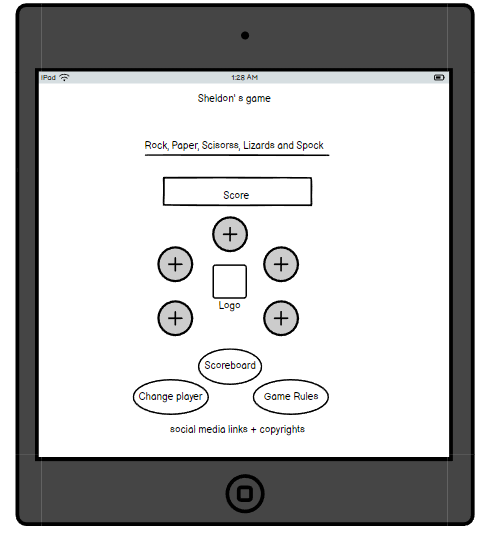 iPad 1:28 AM
Sheldon' s game
Rock, Paper, Scisorss, Lizards and Spock
Score
Logo
Scoreboard
Change player Game Rules
social media links + copyrights